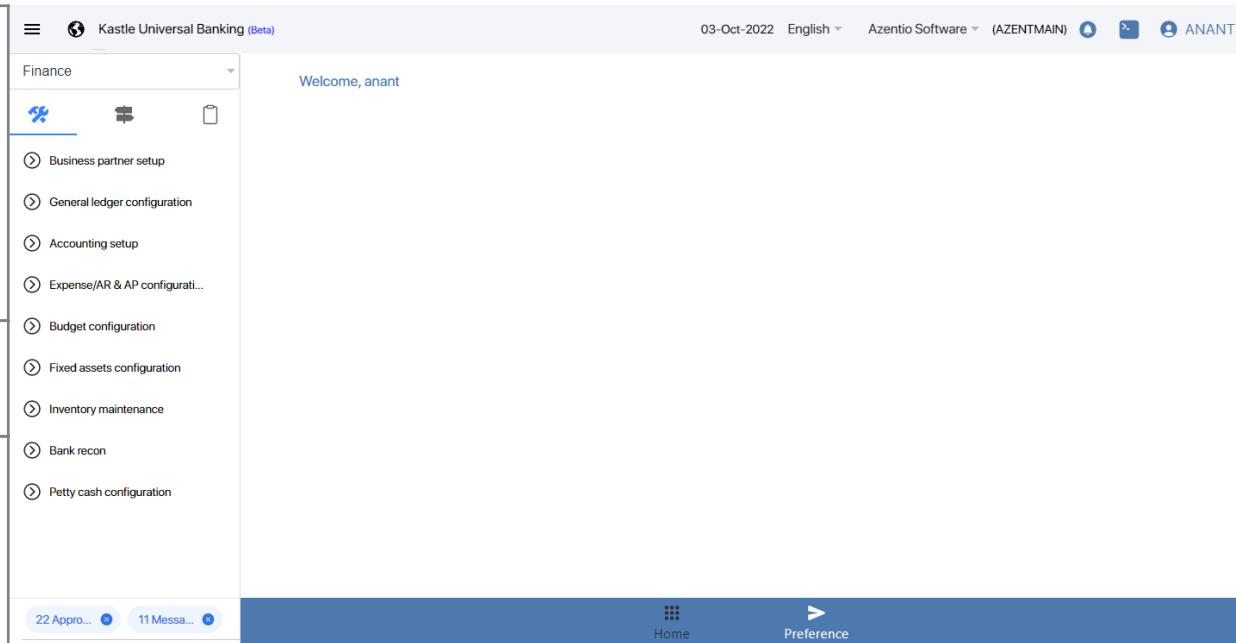 Kastle Universal Banking (Beta) 03-Oct-2022 English Azentio Software (AZENTMAIN) ANANT
Finance
Welcome, anant
Business partner setup
General ledger configuration
Accounting setup
Expense/AR & AP configurati...
Budget configuration
Fixed assets configuration
Inventory maintenance
Bank recon
Petty cash configuration
22 Appro... 11 Messa...
Home Preference